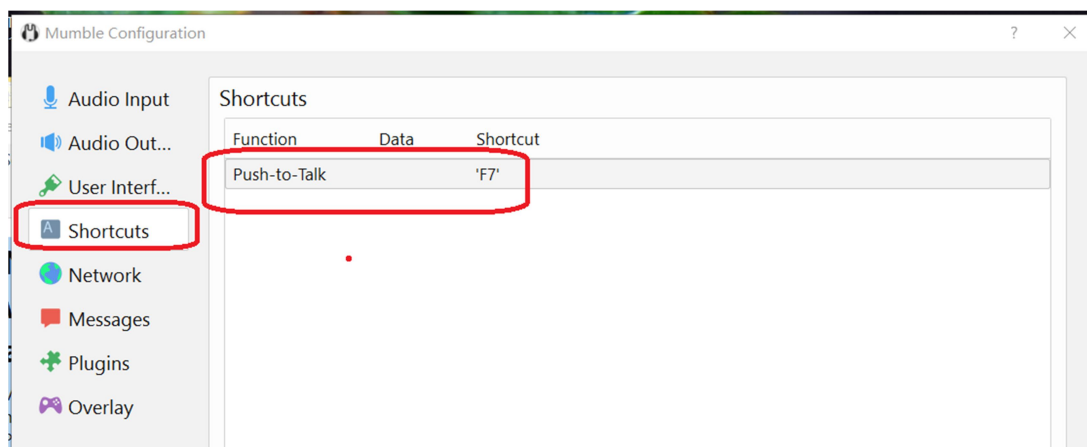 Mumble Configuration
?
Audio Input
Audio Out...
User Interf...
Shortcuts
Network
Messages
Plugins
Overlay
Shortcuts
Function Data Shortcut
Push-to-Talk 'F7'